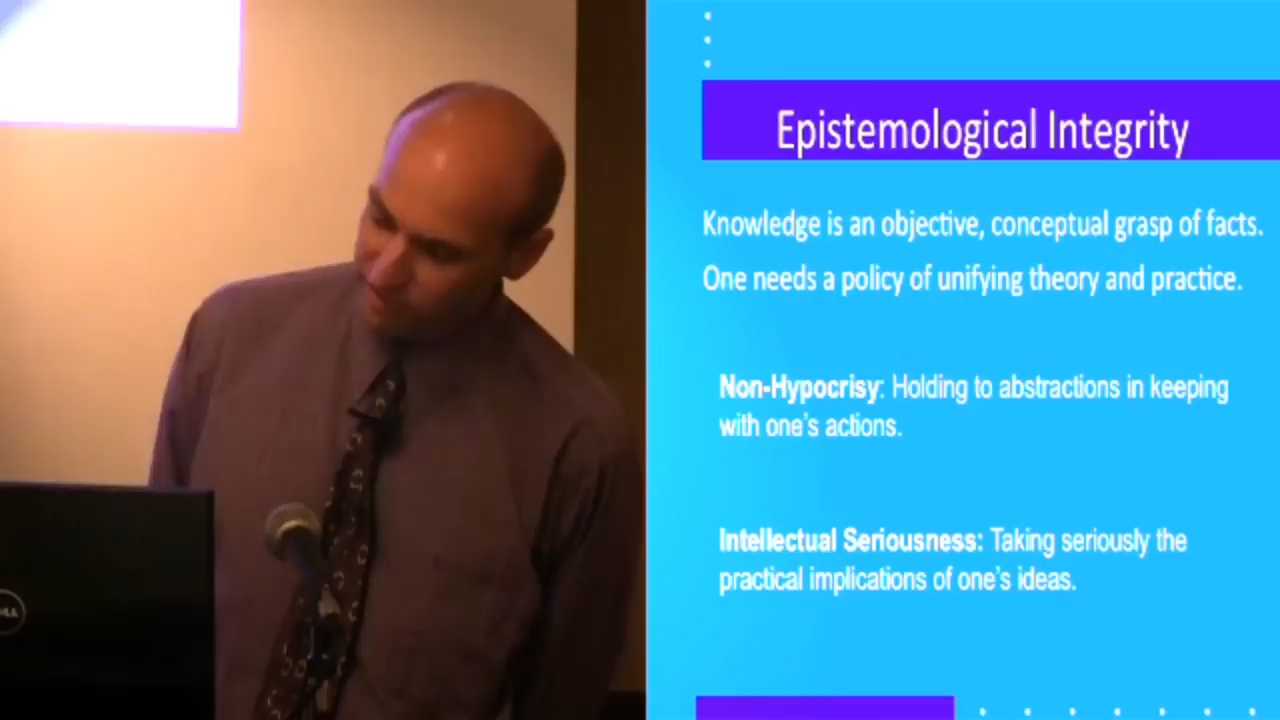 Epistemological Integrity
Knowledge is an objective, conceptual grasp of facts.
One needs a policy of unifying theory and practice.
Non-Hypocrisy: Holding to abstractions in keeping
with one's actions.
Intellectual Seriousness: Taking seriously the
practical implications of one's ideas.